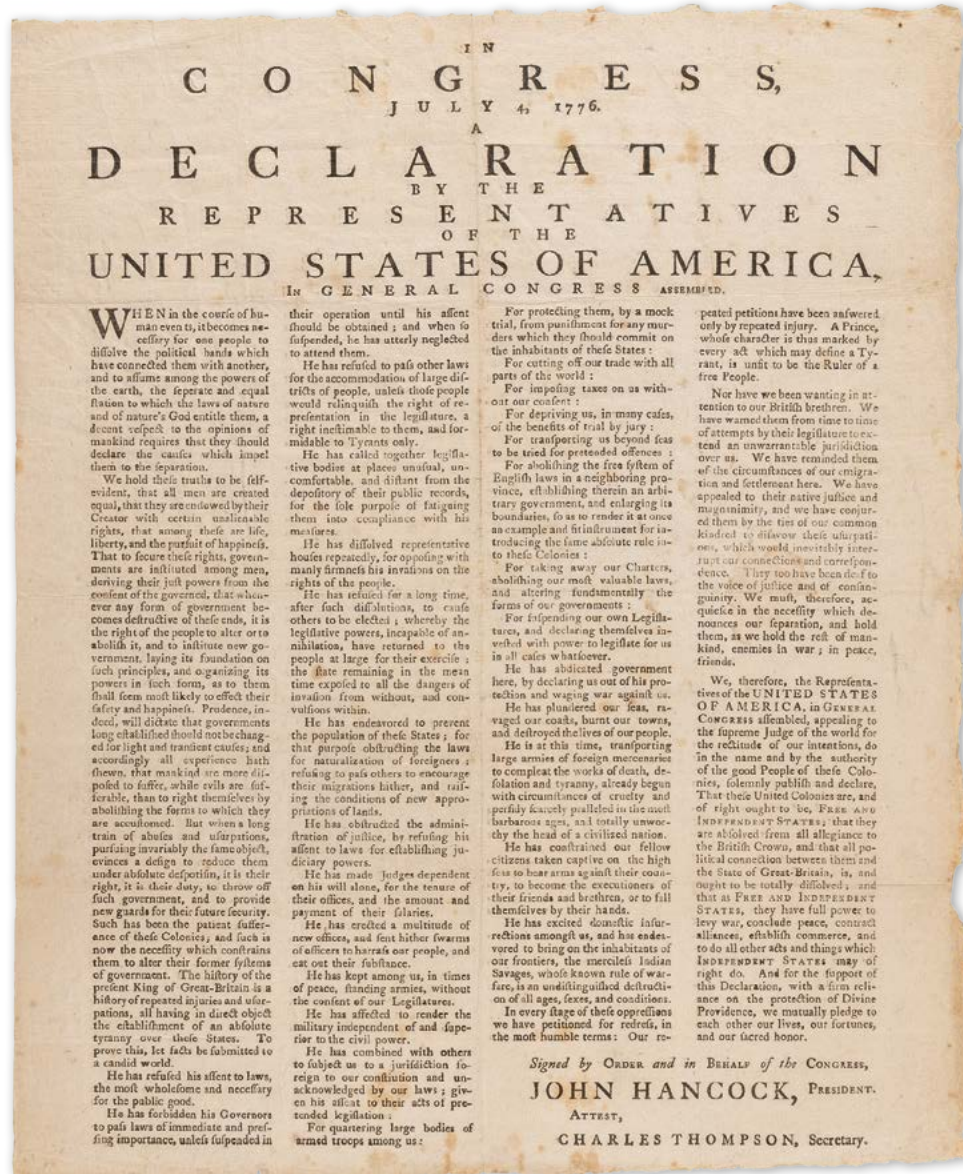 IN
CONGRESS,
JULY 4, 1776.
A
DECLARATION
BY THE
REPRESENTATIVES
OF THE
UNITED STATES OF AMERICA,
In GENERAL CONGRESS ASSEMBLED.
WHEN in the courſe of hu-
man events, it becomes ne-
ceſſary for one people to
diſſolve the political bands which
have connected them with another,
and to aſſume among the powers of
the earth, the ſeperate and equal
ſtation to which the laws of nature
and of nature's God entitle them, a
decent reſpect to the opinions of
mankind requires that they ſhould
declare the cauſes which impel
them to the ſeparation.
We hold theſe truths to be ſelf-
evident, that all men are created
equal, that they are endowed by their
Creator with certain unalienable
rights, that among theſe are life,
liberty, and the purſuit of happineſs.
That to ſecure theſe rights, govern-
ments are inſtituted among men,
deriving their juſt powers from the
conſent of the governed, that when-
ever any form of government be-
comes deſtructive of theſe ends, it is
the right of the people to alter or to
aboliſh it, and to inſtitute new go-
vernment, laying its foundation on
ſuch principles, and organizing its
powers in ſuch form, as to them
ſhall ſeem moſt likely to effect their
ſafety and happineſs. Prudence, in-
deed, will dictate that governments
long eſtabliſhed ſhould not be chang-
ed for light and tranſient cauſes; and
accordingly all experience hath
ſhewn, that mankind are more diſ-
poſed to ſuffer, while evils are ſuf-
ferable, than to right themſelves by
aboliſhing the forms to which they
are accuſtomed. But when a long
train of abuſes and uſurpations,
purſuing invariably the ſame object,
evinces a deſign to reduce them
under abſolute deſpotiſm, it is their
right, it is their duty, to throw off
ſuch government, and to provide
new guards for their future ſecurity.
Such has been the patient ſuffer-
ance of theſe Colonies; and ſuch is
now the neceſſity which conſtrains
them to alter their former ſyſtems
of government. The hiſtory of the
preſent King of Great-Britain is a
hiſtory of repeated injuries and uſur-
pations, all having in direct object
the eſtabliſhment of an abſolute
tyranny over theſe States. To
prove this, let facts be ſubmitted to
a candid world.
He has refuſed his aſſent to laws,
the moſt wholeſome and neceſſary
for the public good.
He has forbidden his Governors
to paſs laws of immediate and preſ-
ſing importance, unleſs ſuſpended in
their operation until his aſſent
ſhould be obtained; and when ſo
ſuſpended, he has utterly neglected
to attend them.
He has refuſed to paſs other laws
for the accommodation of large diſ-
tricts of people, unleſs thoſe people
would relinquiſh the right of re-
preſentation in the legiſlature, a
right ineſtimable to them, and for-
midable to Tyrants only.
He has called together legiſla-
tive bodies at places unuſual, un-
comfortable, and diſtant from the
depoſitory of their public records,
for the ſole purpoſe of fatiguing
them into compliance with his
meaſures.
He has diſſolved repreſentative
houſes repeatedly, for oppoſing with
manly firmneſs his invaſions on the
rights of the people.
He has refuſed for a long time,
after ſuch diſſolutions, to cauſe
others to be elected; whereby the
legiſlative powers, incapable of an-
nihilation, have returned to the
people at large for their exerciſe;
the ſtate remaining in the mean
time expoſed to all the dangers of
invaſion from without, and con-
vulſions within.
He has endeavored to prevent
the population of theſe States; for
that purpoſe obſtructing the laws
for naturalization of foreigners;
refuſing to paſs others to encourage
their migrations hither, and raiſ-
ing the conditions of new appro-
priations of lands.
He has obſtructed the admini-
ſtration of juſtice, by refuſing his
aſſent to laws for eſtabliſhing ju-
diciary powers.
He has made Judges dependent
on his will alone, for the tenure of
their offices, and the amount and
payment of their ſalaries.
He has erected a multitude of
new offices, and ſent hither ſwarms
of officers to harraſs our people, and
eat out their ſubſtance.
He has kept among us, in times
of peace, ſtanding armies, without
the conſent of our Legiſlatures.
He has affected to render the
military independent of and ſupe-
rior to the civil power.
He has combined with others
to ſubject us to a juriſdiction fo-
reign to our conſtiution and un-
acknowledged by our laws; giv-
en his aſſent to their acts of pre-
tended legiſlation:
For quartering large bodies of
armed troops among us:
For protecting them, by a mock
trial, from puniſhment for any mur-
ders which they ſhould commit on
the inhabitants of theſe States:
For cutting off our trade with all
parts of the world:
For impoſing taxes on us with-
out our conſent:
For depriving us, in many caſes,
of the benefits of trial by jury:
For tranſporting us beyond ſeas
to be tried for pretended offences:
For aboliſhing the free ſyſtem of
Engliſh laws in a neighboring pro-
vince, eſtabliſhing therein an arbi-
trary government, and enlarging its
boundaries, ſo as to render it at once
an example and fit inſtrument for in-
troducing the ſame abſolute rule in-
to theſe Colonies:
For taking away our Charters,
aboliſhing our moſt valuable laws,
and altering fundamentally the
forms of our governments:
For ſuſpending our own Legiſla-
tures, and declaring themſelves in-
veſted with power to legiſlate for us
in all caſes whatſoever.
He has abdicated government
here, by declaring us out of his pro-
tection and waging war againſt us.
He has plundered our ſeas, ra-
vaged our coaſts, burnt our towns,
and deſtroyed the lives of our people.
He is at this time, tranſporting
large armies of foreign mercenaries
to compleat the works of death, de-
ſolation and tyranny, already begun
with circumſtances of cruelty and
perfidy ſcarcely paralleled in the moſt
barbarous ages, and totally unwor-
thy the head of a civilized nation.
He has conſtrained our fellow
citizens taken captive on the high
ſeas to bear arms againſt their coun-
try, to become the executioners of
their friends and brethren, or to fall
themſelves by their hands.
He has excited domeſtic inſur-
rections amongſt us, and has endea-
vored to bring on the inhabitants of
our frontiers, the mercileſs Indian
Savages, whoſe known rule of war-
fare, is an undiſtinguiſhed deſtructi-
on of all ages, ſexes, and conditions.
In every ſtage of theſe oppreſſions
we have petitioned for redreſs, in
the moſt humble terms: Our re-
peated petitions have been anſwered
only by repeated injury. A Prince,
whoſe character is thus marked by
every act which may define a Ty-
rant, is unfit to be the Ruler of a
free People.
Nor have we been wanting in at-
tention to our Britiſh brethren. We
have warned them from time to time
of attempts by their legiſlature to ex-
tend an unwarrantable juriſdiction
over us. We have reminded them
of the circumſtances of our emigra-
tion and ſettlement here. We have
appealed to their native juſtice and
magnanimity, and we have conjur-
ed them by the ties of our common
kindred to diſavow theſe uſurpati-
ons, which would inevitably inter-
rupt our connections and correſpon-
dence. They too have been deaf to
the voice of juſtice and of conſan-
guinity. We muſt, therefore, ac-
quieſce in the neceſſity which de-
nounces our ſeparation, and hold
them, as we hold the reſt of man-
kind, enemies in war; in peace,
friends.
We, therefore, the Repreſenta-
tives of the UNITED STATES
OF AMERICA, in GENERAL
CONGRESS aſſembled, appealing to
the ſupreme Judge of the world for
the rectitude of our intentions, do
in the name and by the authority
of the good People of theſe Colo-
nies, ſolemnly publiſh and declare,
That theſe United Colonies are, and
of right ought to be, FREE AND
INDEPENDENT STATES; that they
are abſolved from all allegiance to
the Britiſh Crown, and that all po-
litical connection between them and
the State of Great-Britain, is, and
ought to be totally diſſolved; and
that as FREE AND INDEPENDENT
STATES, they have full power to
levy war, conclude peace, contract
alliances, eſtabliſh commerce, and
to do all other acts and things which
INDEPENDENT STATES may of
right do. And for the ſupport of
this Declaration, with a firm reli-
ance on the protection of Divine
Providence, we mutually pledge to
each other our lives, our fortunes,
and our ſacred honor.
Signed by ORDER and in BEHALF of the CONGRESS,
JOHN HANCOCK, PRESIDENT.
ATTEST,
CHARLES THOMPSON, Secretary.